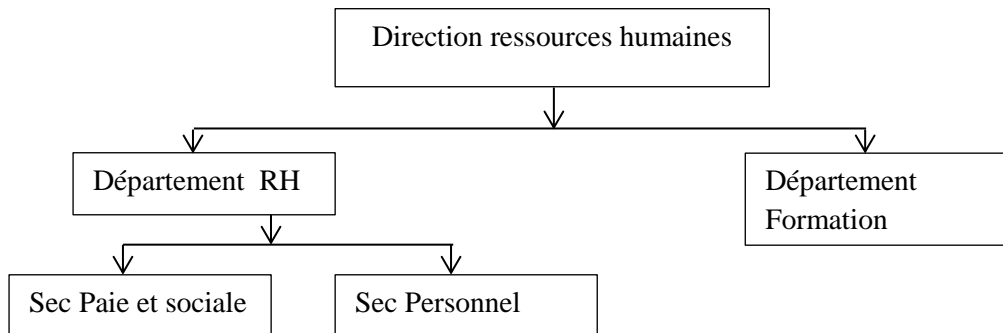 Direction ressources humaines
Département RH
Département
Formation
Sec Paie et sociale
Sec Personnel